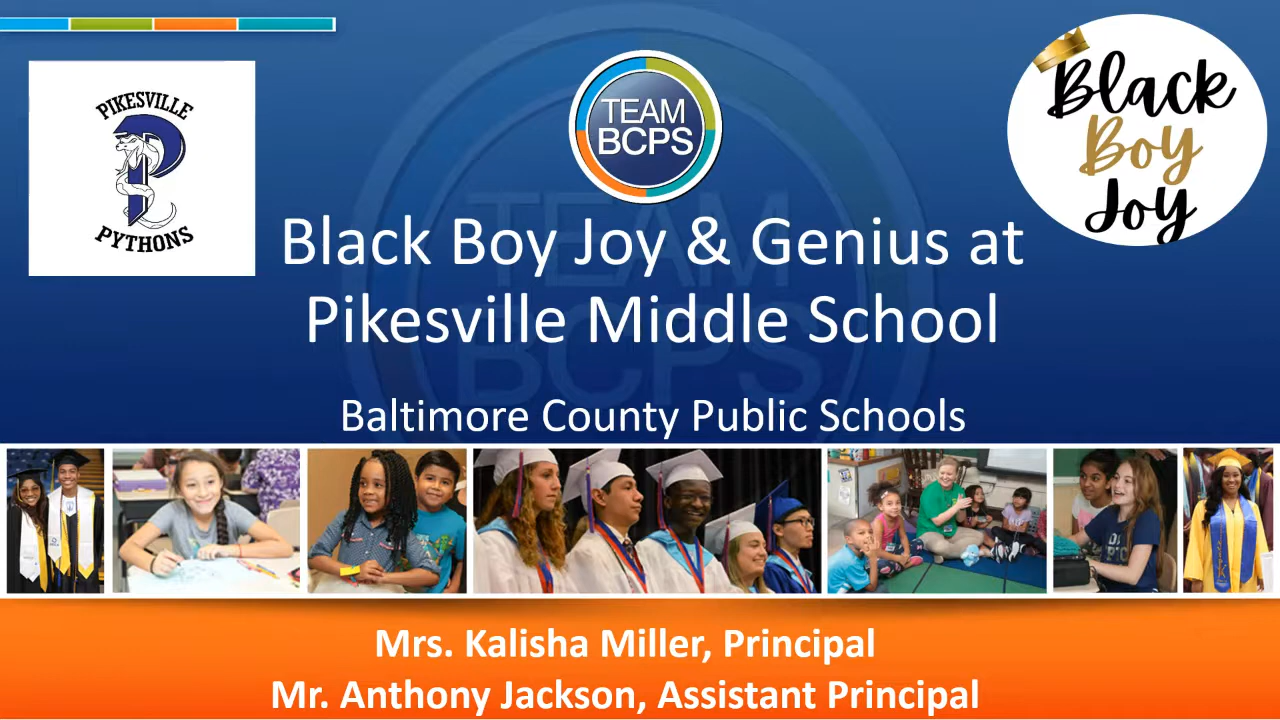 PIKESVILLE
PYTHONS
TEAM
BCPS
Black
Boy
Joy
Black Boy Joy & Genius at
Pikesville Middle School
Baltimore County Public Schools
Mrs. Kalisha Miller, Principal
Mr. Anthony Jackson, Assistant Principal